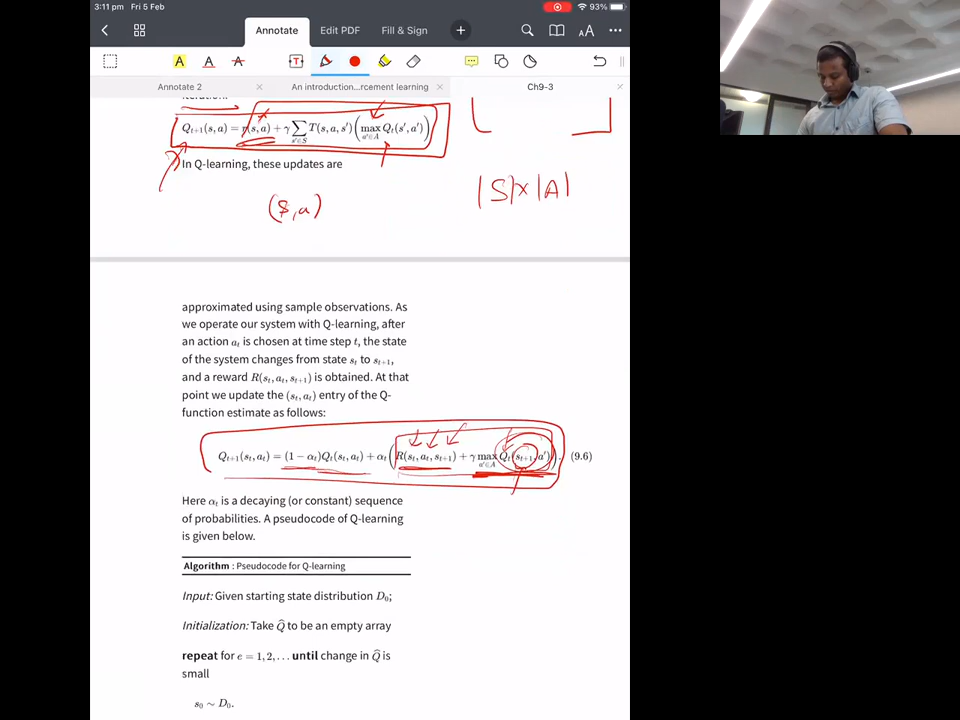 3:11 pm Fri 5 Feb
93%
Annotate Edit PDF Fill & Sign
A A A T AA
Annotate 2 An introduction...rcement learning Ch9-3
Q_{t+1}(s, a) = r(s, a) + γ ∑_{s'∈S} T(s, a, s') ( max_{a'∈A} Q_t(s', a') )
In Q-learning, these updates are
(s, a)
|S| × |A|
approximated using sample observations. As
we operate our system with Q-learning, after
an action a_t is chosen at time step t, the state
of the system changes from state s_t to s_{t+1},
and a reward R(s_t, a_t, s_{t+1}) is obtained. At that
point we update the (s_t, a_t) entry of the Q-
function estimate as follows:
Q_{t+1}(s_t, a_t) = (1 − α_t)Q_t(s_t, a_t) + α_t ( R(s_t, a_t, s_{t+1}) + γ max_{a'∈A} Q_t(s_{t+1}, a') ). (9.6)
Here α_t is a decaying (or constant) sequence
of probabilities. A pseudocode of Q-learning
is given below.
Algorithm : Pseudocode for Q-learning
Input: Given starting state distribution D_0;
Initialization: Take Q̂ to be an empty array
repeat for e = 1, 2, … until change in Q̂ is
small
s_0 ∼ D_0.